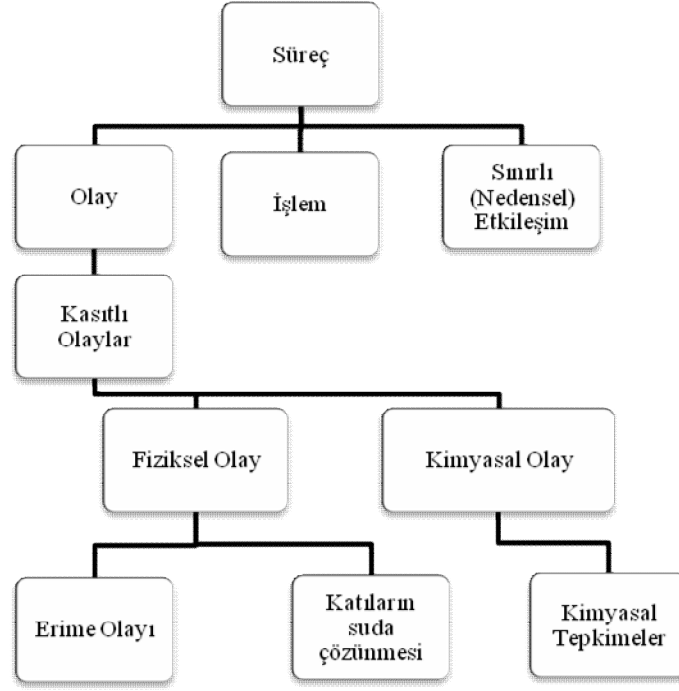 Süreç
Olay
İşlem
Sınırlı
(Nedensel)
Etkileşim
Kasıtlı
Olaylar
Fiziksel Olay
Kimyasal Olay
Erime Olayı
Katıların
suda
çözünmesi
Kimyasal
Tepkimeler